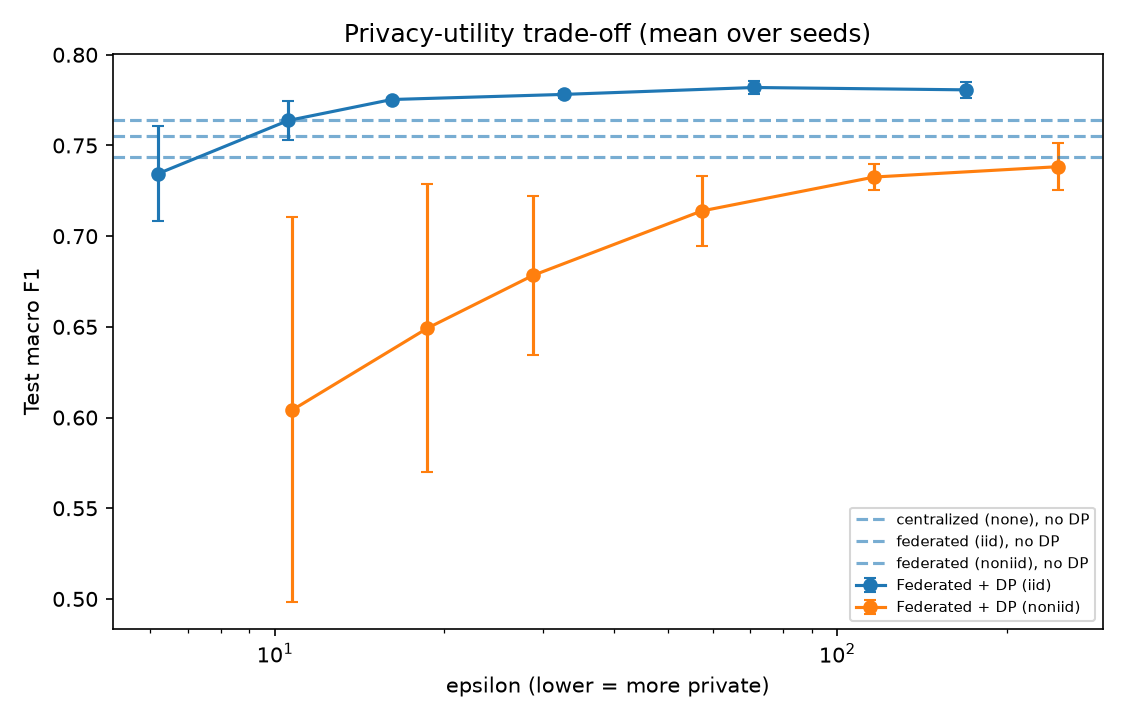 Privacy-utility trade-off (mean over seeds)
0.80
0.75
0.70
0.65
0.60
0.55
0.50
Test macro F1
centralized (none), no DP
federated (iid), no DP
federated (noniid), no DP
Federated + DP (iid)
Federated + DP (noniid)
10¹ 10²
epsilon (lower = more private)